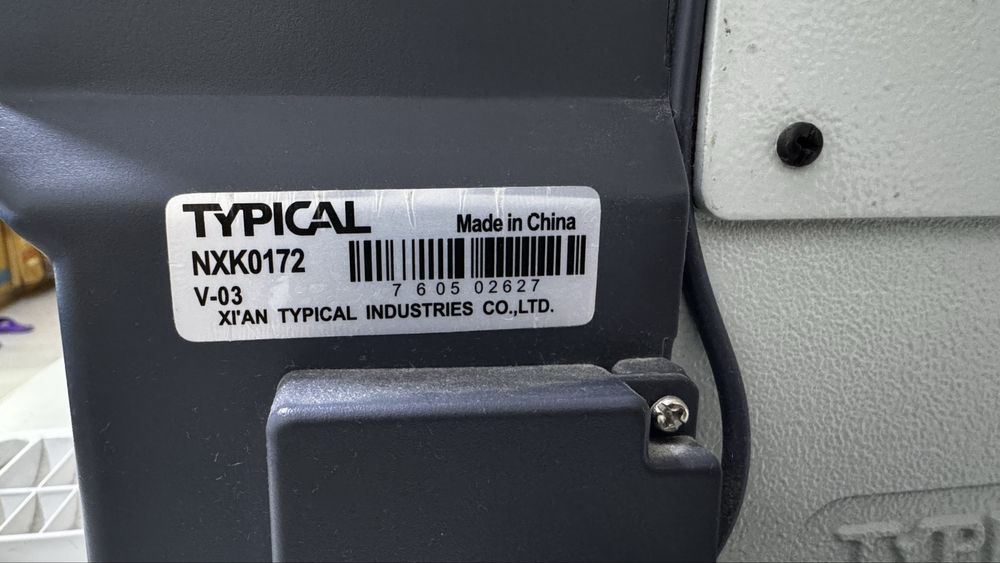 TYPICAL
Made in China
NXK0172
7 605 02627
V-03
XI'AN TYPICAL INDUSTRIES CO.,LTD.